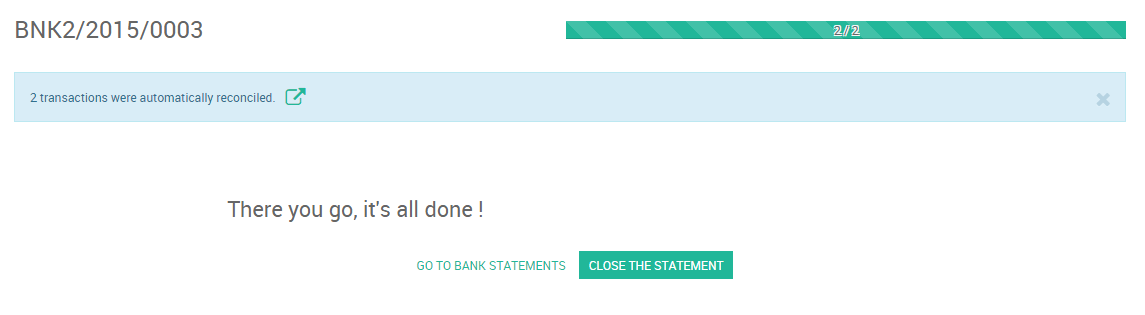 BNK2/2015/0003
2 / 2
2 transactions were automatically reconciled.
There you go, it's all done !
GO TO BANK STATEMENTS
CLOSE THE STATEMENT